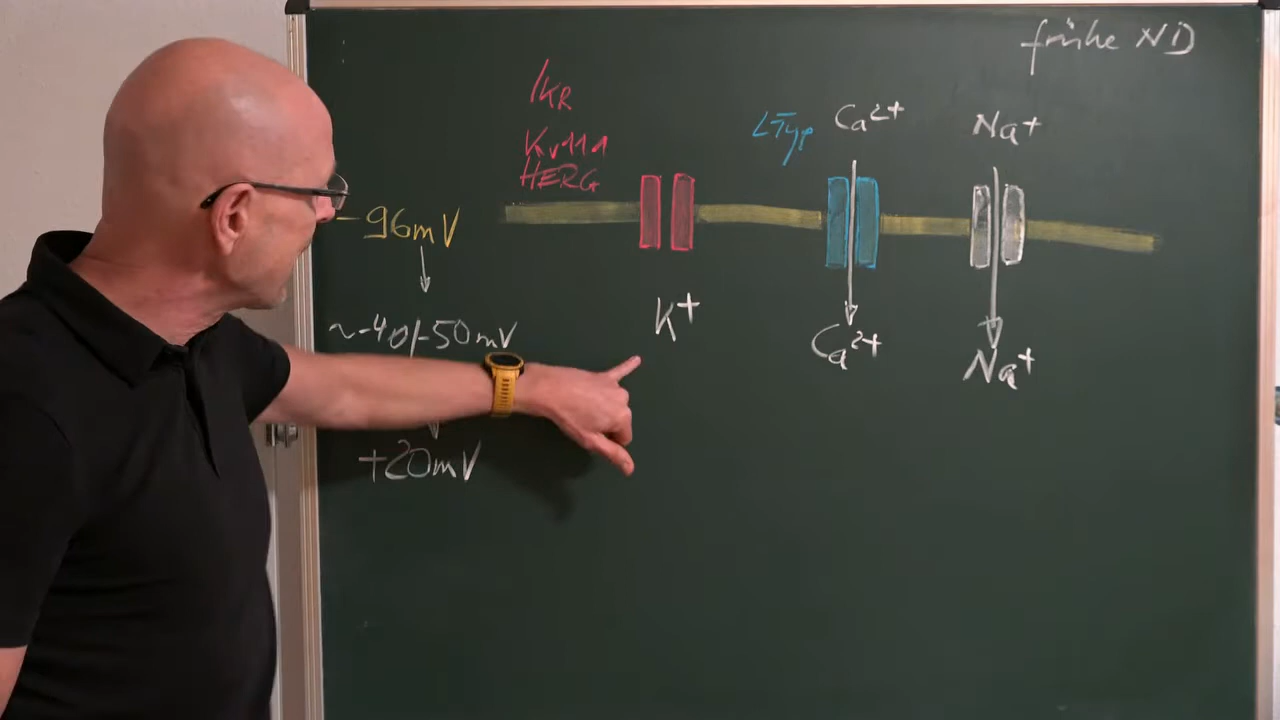 frühe ND
IKR
Kv11.1
HERG
L-Typ
Ca²⁺
Na⁺
-96mV
~-40/-50mV
+20mV
K⁺
Ca²⁺
Na⁺